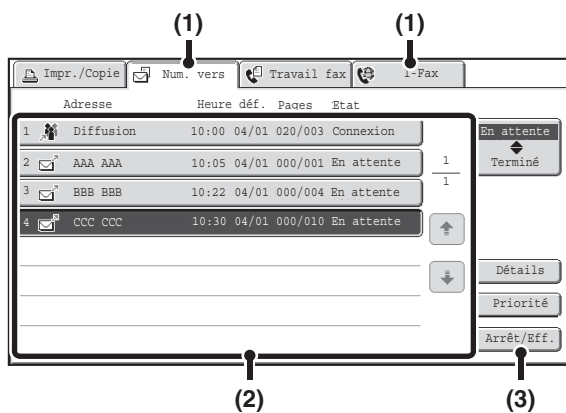 (1) (1)
Impr./Copie Num. vers Travail fax I-Fax
Adresse Heure déf. Pages Etat
1 Diffusion 10:00 04/01 020/003 Connexion
2 AAA AAA 10:05 04/01 000/001 En attente
3 BBB BBB 10:22 04/01 000/004 En attente
4 CCC CCC 10:30 04/01 000/010 En attente
1
1
En attente
Terminé
Détails
Priorité
Arrêt/Eff.
(2) (3)